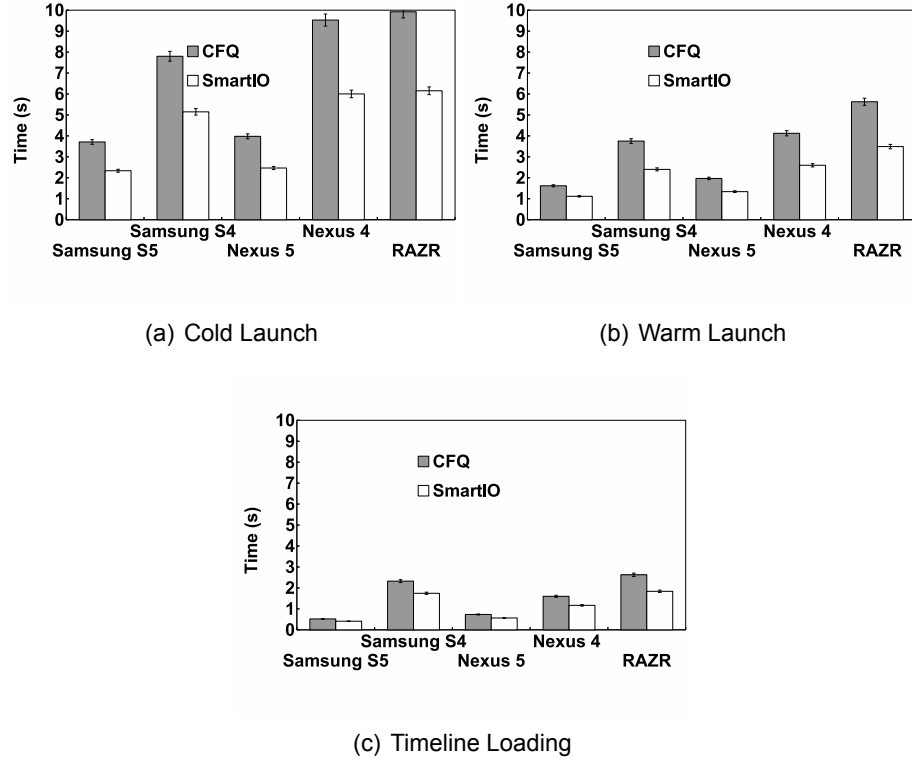 10
9
8
7
6
5
4
3
2
1
0
Time (s)
CFQ
SmartIO
Samsung S4 Nexus 4
Samsung S5 Nexus 5 RAZR
(a) Cold Launch
10
9
8
7
6
5
4
3
2
1
0
Time (s)
CFQ
SmartIO
Samsung S4 Nexus 4
Samsung S5 Nexus 5 RAZR
(b) Warm Launch
10
9
8
7
6
5
4
3
2
1
0
Time (s)
CFQ
SmartIO
Samsung S4 Nexus 4
Samsung S5 Nexus 5 RAZR
(c) Timeline Loading